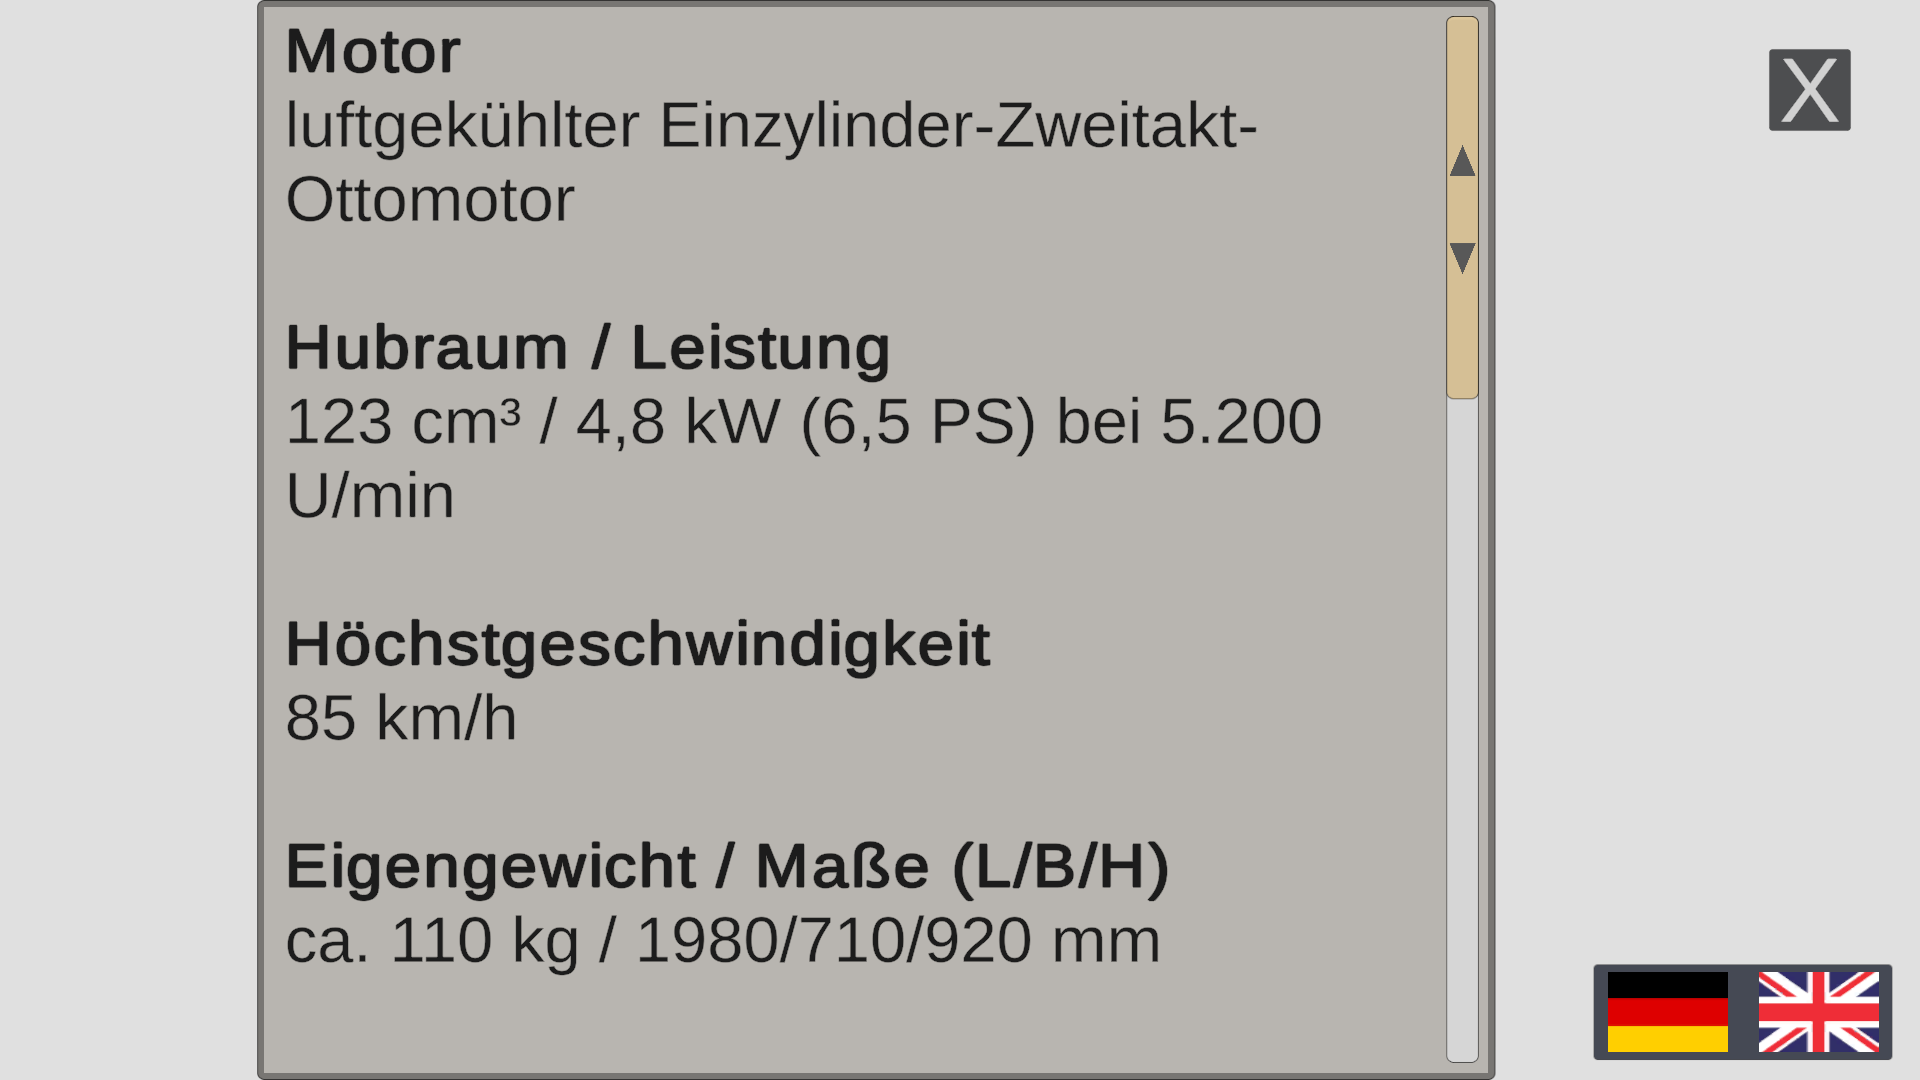 Motor
luftgekühlter Einzylinder-Zweitakt-
Ottomotor
Hubraum / Leistung
123 cm³ / 4,8 kW (6,5 PS) bei 5.200
U/min
Höchstgeschwindigkeit
85 km/h
Eigengewicht / Maße (L/B/H)
ca. 110 kg / 1980/710/920 mm
X